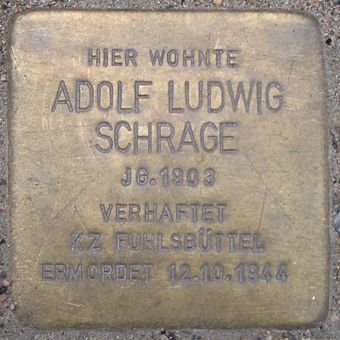 HIER WOHNTE
ADOLF LUDWIG
SCHRAGE
JG. 1903
VERHAFTET
KZ FUHLSBÜTTEL
ERMORDET 12.10.1944